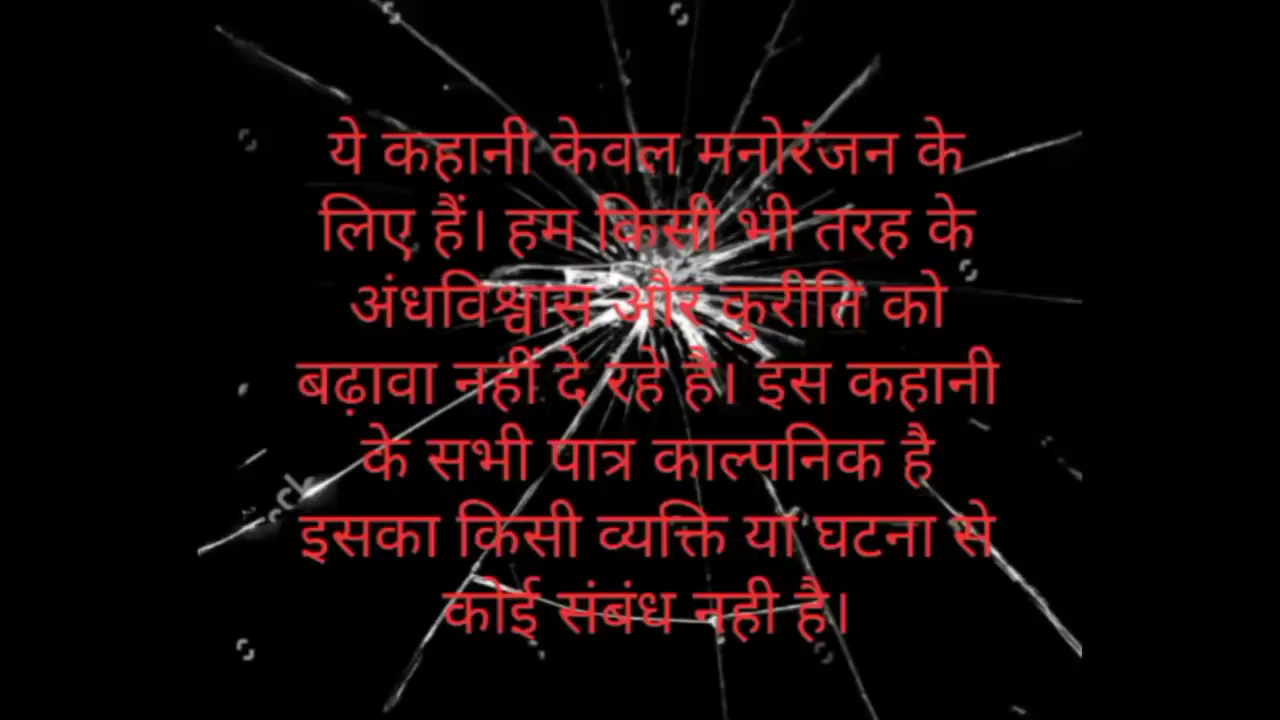 ये कहानी केवल मनोरंजन के
लिए हैं। हम किसी भी तरह के
अंधविश्वास और कुरीति को
बढ़ावा नहीं दे रहे है। इस कहानी
के सभी पात्र काल्पनिक है
इसका किसी व्यक्ति या घटना से
कोई संबंध नही है।